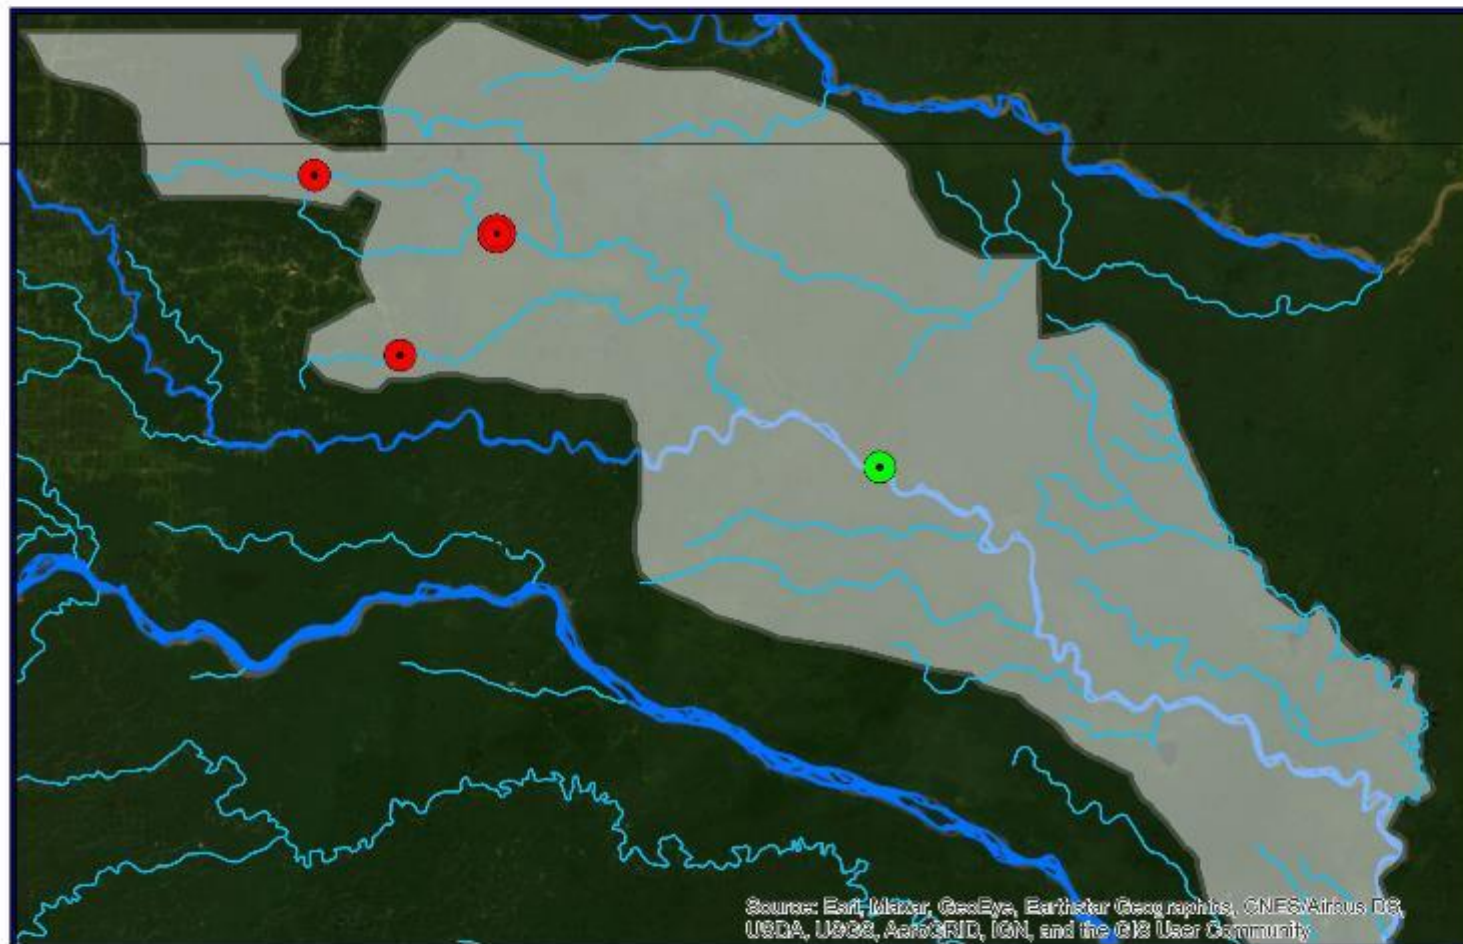 Source: Esri, Maxar, GeoEye, Earthstar Geographics, CNES/Airbus DS,
USDA, USGS, AeroGRID, IGN, and the GIS User Community